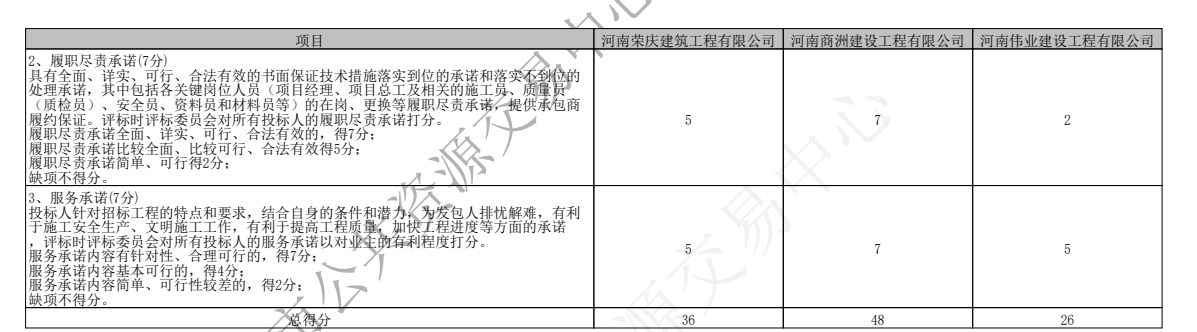 项目 河南荣庆建筑工程有限公司 河南商洲建设工程有限公司 河南伟业建设工程有限公司
2、履职尽责承诺(7分)
具有全面、详实、可行、合法有效的书面保证技术措施落实到位的承诺和落实不到位的
处理承诺，其中包括各关键岗位人员（项目经理、项目总工及相关的施工员、质量员
（质检员）、安全员、资料员和材料员等）的在岗、更换等履职尽责承诺，提供承包商
履约保证。评标时评标委员会对所有投标人的履职尽责承诺打分。
履职尽责承诺全面、详实、可行、合法有效的，得7分；
履职尽责承诺比较全面、比较可行、合法有效得5分；
履职尽责承诺简单、可行得2分；
缺项不得分。
5 7 2
3、服务承诺(7分)
投标人针对招标工程的特点和要求，结合自身的条件和潜力，为发包人排忧解难，有利
于施工安全生产、文明施工工作，有利于提高工程质量，加快工程进度等方面的承诺
，评标时评标委员会对所有投标人的服务承诺以对业主的有利程度打分。
服务承诺内容有针对性、合理可行的，得7分；
服务承诺内容基本可行的，得4分；
服务承诺内容简单、可行性较差的，得2分；
缺项不得分。
5 7 5
总得分 36 48 26
市公共资源交易中心
源交易中心